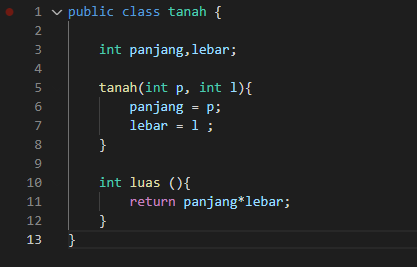 1 public class tanah {
2
3 int panjang,lebar;
4
5 tanah(int p, int l){
6 panjang = p;
7 lebar = l ;
8 }
9
10 int luas (){
11 return panjang*lebar;
12 }
13 }